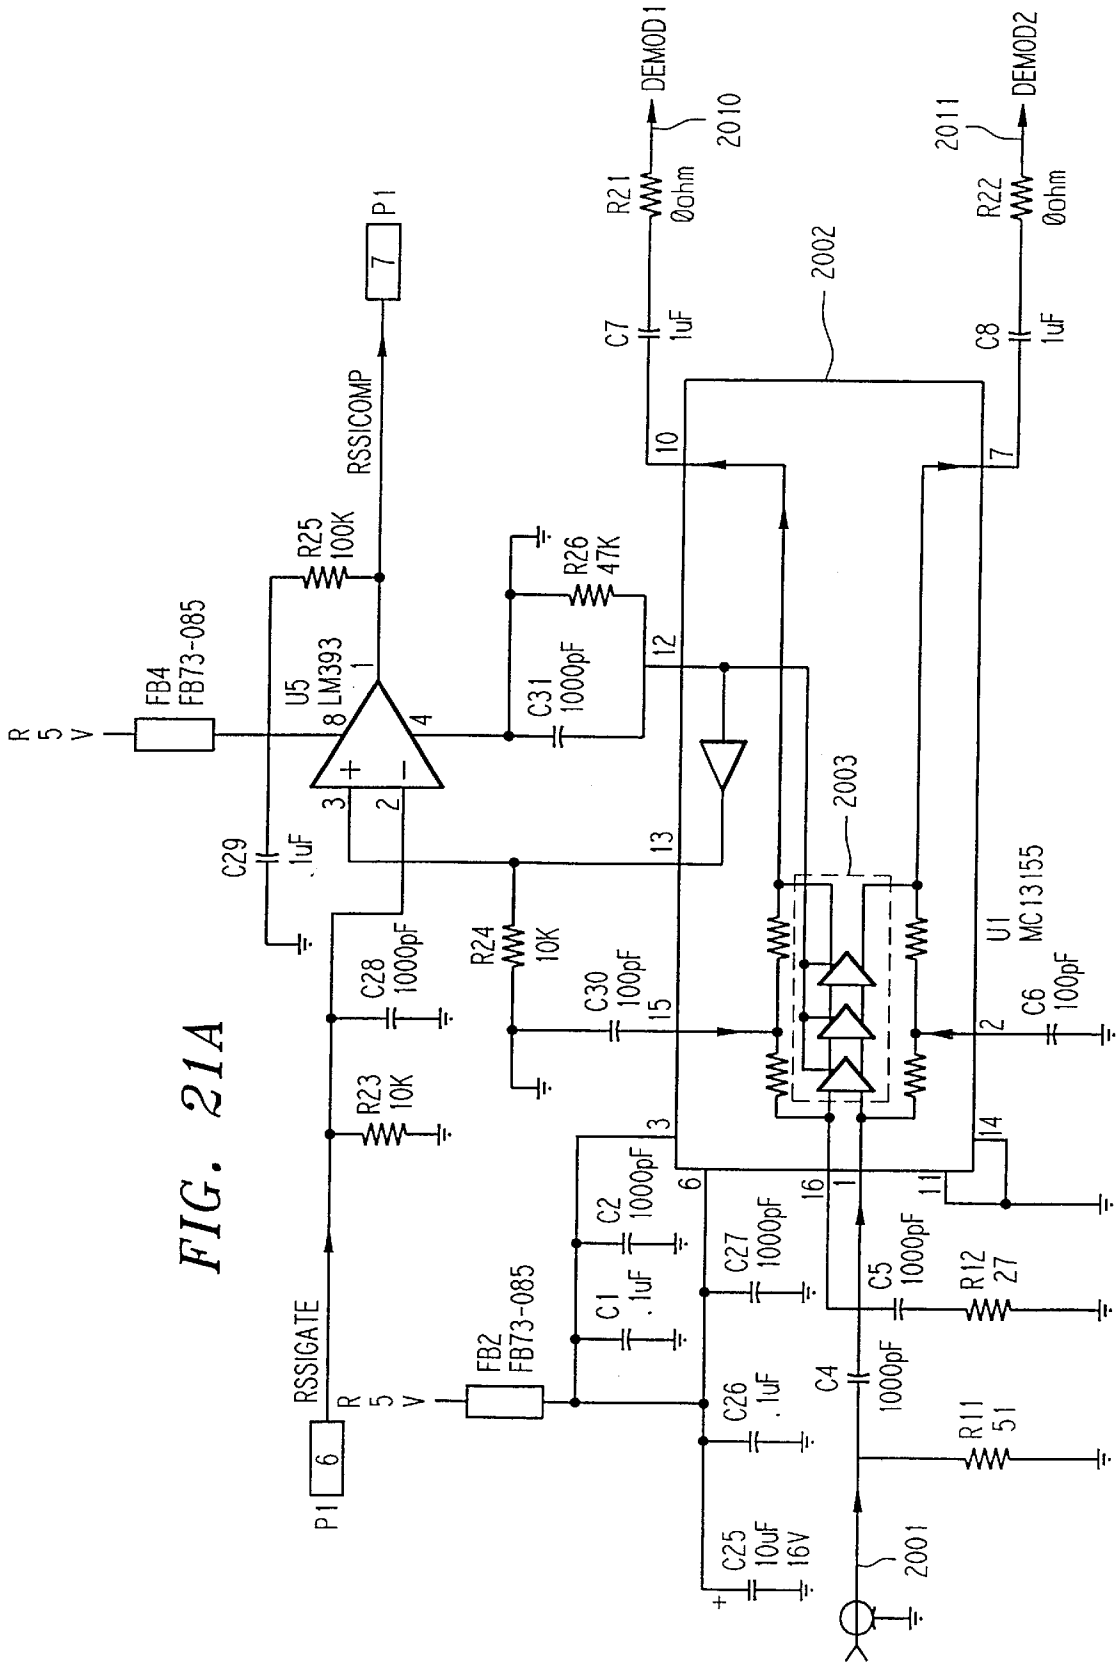 FIG. 21A
P1
6
RSSIGATE
R23
10K
C28
1000pF
C29
.1uF
R
5
V
FB4
FB73-085
U5
LM393
8
3
+
2
–
4
1
R25
100K
RSSICOMP
7
P1
R24
10K
C30
100pF
15
13
C31
1000pF
R26
47K
12
R
5
V
FB2
FB73-085
C1
.1uF
C2
1000pF
3
6
C25
10uF
16V
+
C26
.1uF
C27
1000pF
16
1
11
14
2001
R11
51
C4
1000pF
C5
1000pF
R12
27
2003
U1
MC13155
2
C6
100pF
2002
10
C7
1uF
R21
0ohm
DEMOD1
2010
7
C8
1uF
R22
0ohm
DEMOD2
2011